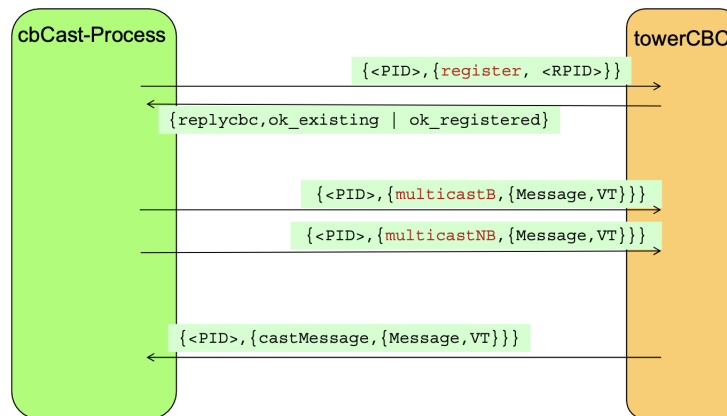 cbCast-Process
towerCBC
{<PID>,{register, <RPID>}}
{replycbc,ok_existing | ok_registered}
{<PID>,{multicastB,{Message,VT}}}
{<PID>,{multicastNB,{Message,VT}}}
{<PID>,{castMessage,{Message,VT}}}